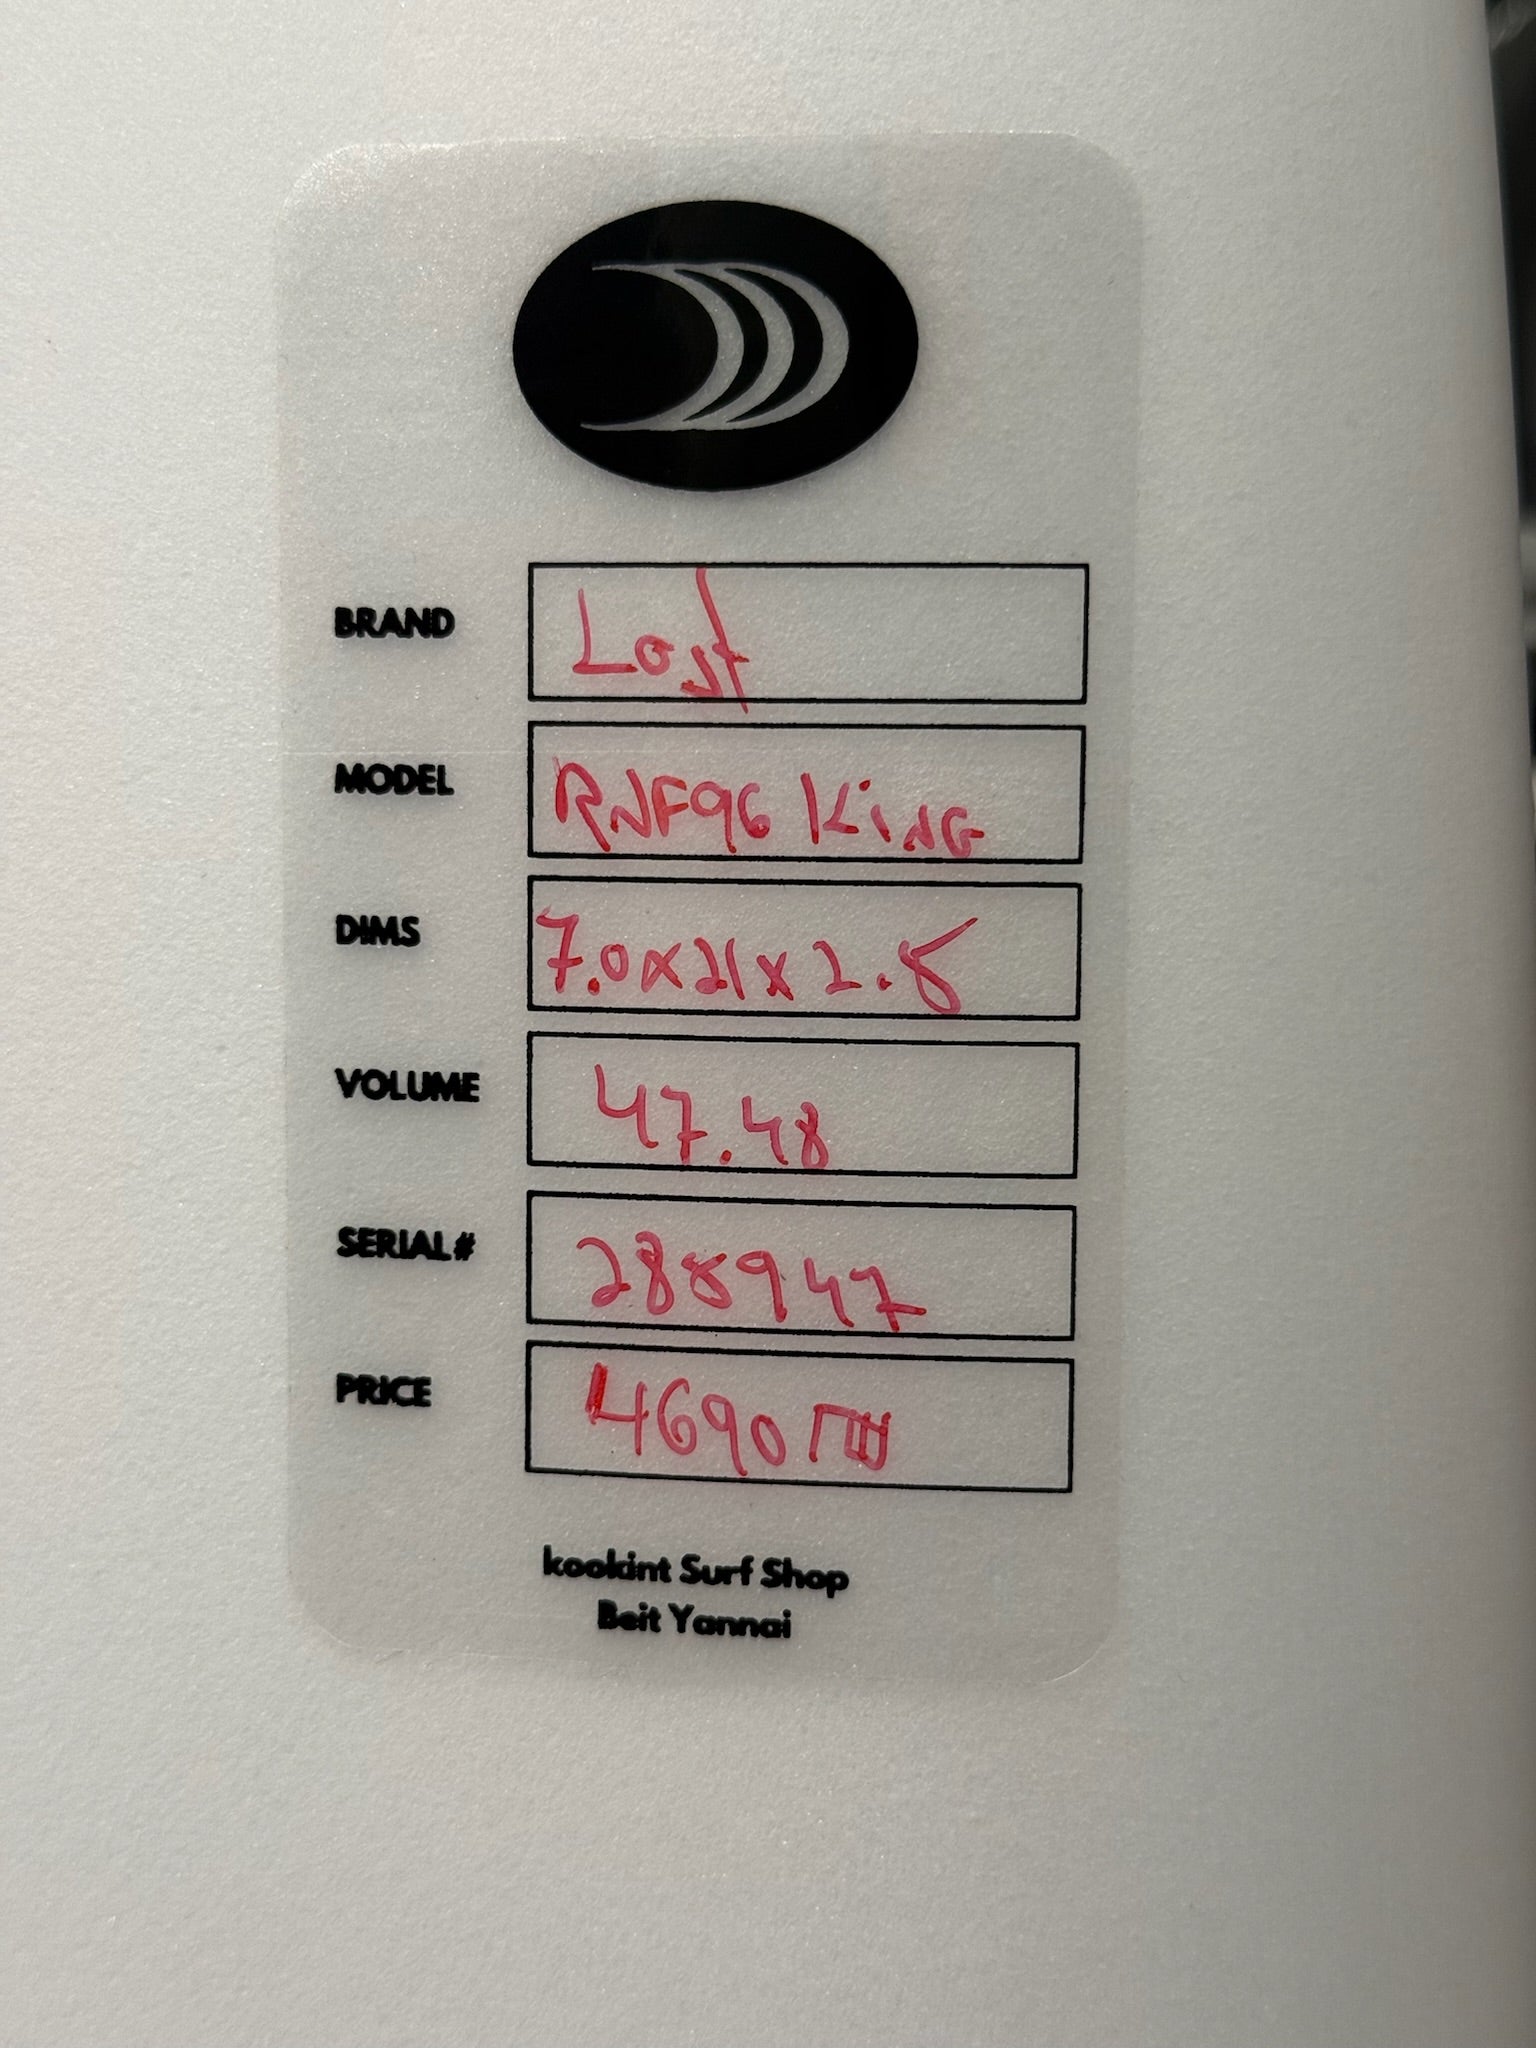 BRAND Lost
MODEL RNF96 KING
DIMS 7.0x21x2.8
VOLUME 47.48
SERIAL# 288947
PRICE 4690 ₪
kookint Surf Shop
Beit Yannai